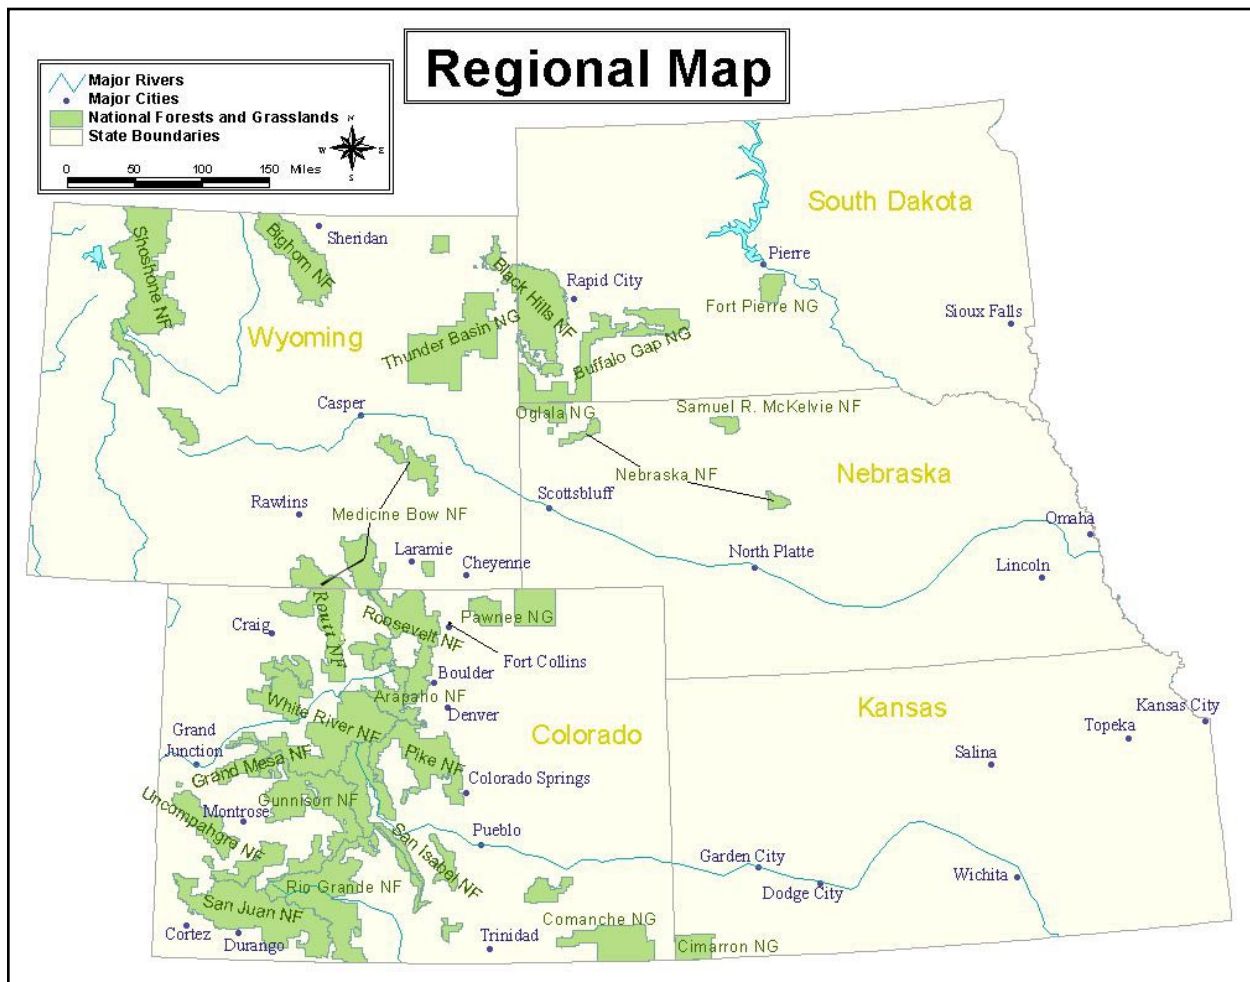 Regional Map
Major Rivers
Major Cities
National Forests and Grasslands
State Boundaries
N
W
E
S
0 50 100 150 Miles
South Dakota
Shoshone NF
Bighorn NF
Sheridan
Pierre
Black Hills NF
Rapid City
Fort Pierre NG
Sioux Falls
Wyoming
Thunder Basin NG
Buffalo Gap NG
Casper
Oglala NG
Samuel R. McKelvie NF
Nebraska NF
Nebraska
Rawlins
Medicine Bow NF
Scottsbluff
Omaha
Laramie
Cheyenne
North Platte
Lincoln
Routt NF
Roosevelt NF
Pawnee NG
Craig
Fort Collins
Boulder
Arapaho NF
Denver
White River NF
Colorado
Kansas
Kansas City
Topeka
Grand
Junction
Grand Mesa NF
Pike NF
Salina
Colorado Springs
Gunnison NF
Uncompahgre NF
Montrose
San Isabel NF
Pueblo
Garden City
Dodge City
Wichita
Rio Grande NF
San Juan NF
Comanche NG
Cortez
Durango
Trinidad
Cimarron NG